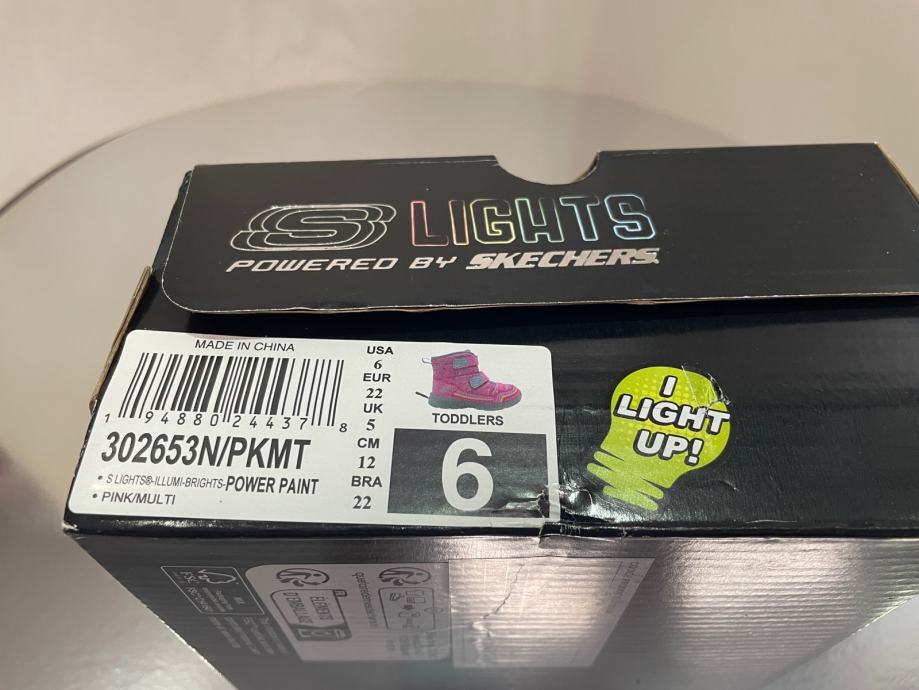 S LIGHTS
POWERED BY SKECHERS
MADE IN CHINA
1 94880 24437 8
302653N/PKMT
• S LIGHTS®-ILLUMI-BRIGHTS-POWER PAINT
• PINK/MULTI
USA
6
EUR
22
UK
5
CM
12
BRA
22
TODDLERS
6
I
LIGHT
UP!
FSC